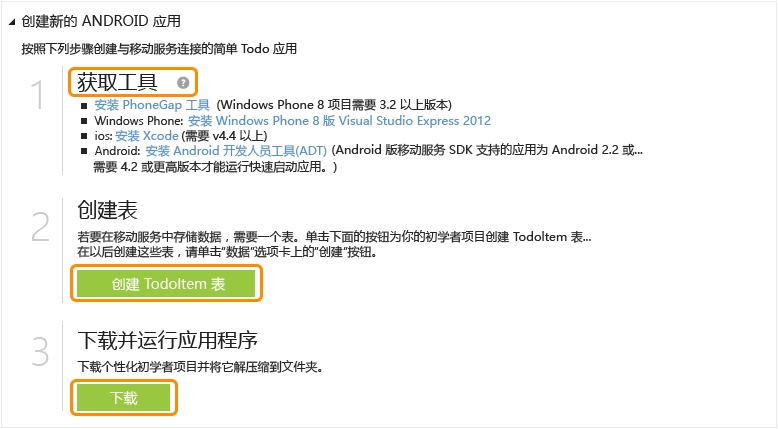 创建新的 ANDROID 应用
按照下列步骤创建与移动服务连接的简单 Todo 应用
1
获取工具 ?
安装 PhoneGap 工具 (Windows Phone 8 项目需要 3.2 以上版本)
Windows Phone: 安装 Windows Phone 8 版 Visual Studio Express 2012
ios: 安装 Xcode (需要 v4.4 以上)
Android: 安装 Android 开发人员工具(ADT) (Android 版移动服务 SDK 支持的应用为 Android 2.2 或...
需要 4.2 或更高版本才能运行快速启动应用。)
2
创建表
若要在移动服务中存储数据，需要一个表。单击下面的按钮为你的初学者项目创建 TodoItem 表...
在以后创建这些表，请单击"数据"选项卡上的"创建"按钮。
创建 TodoItem 表
3
下载并运行应用程序
下载个性化初学者项目并将它解压缩到文件夹。
下载